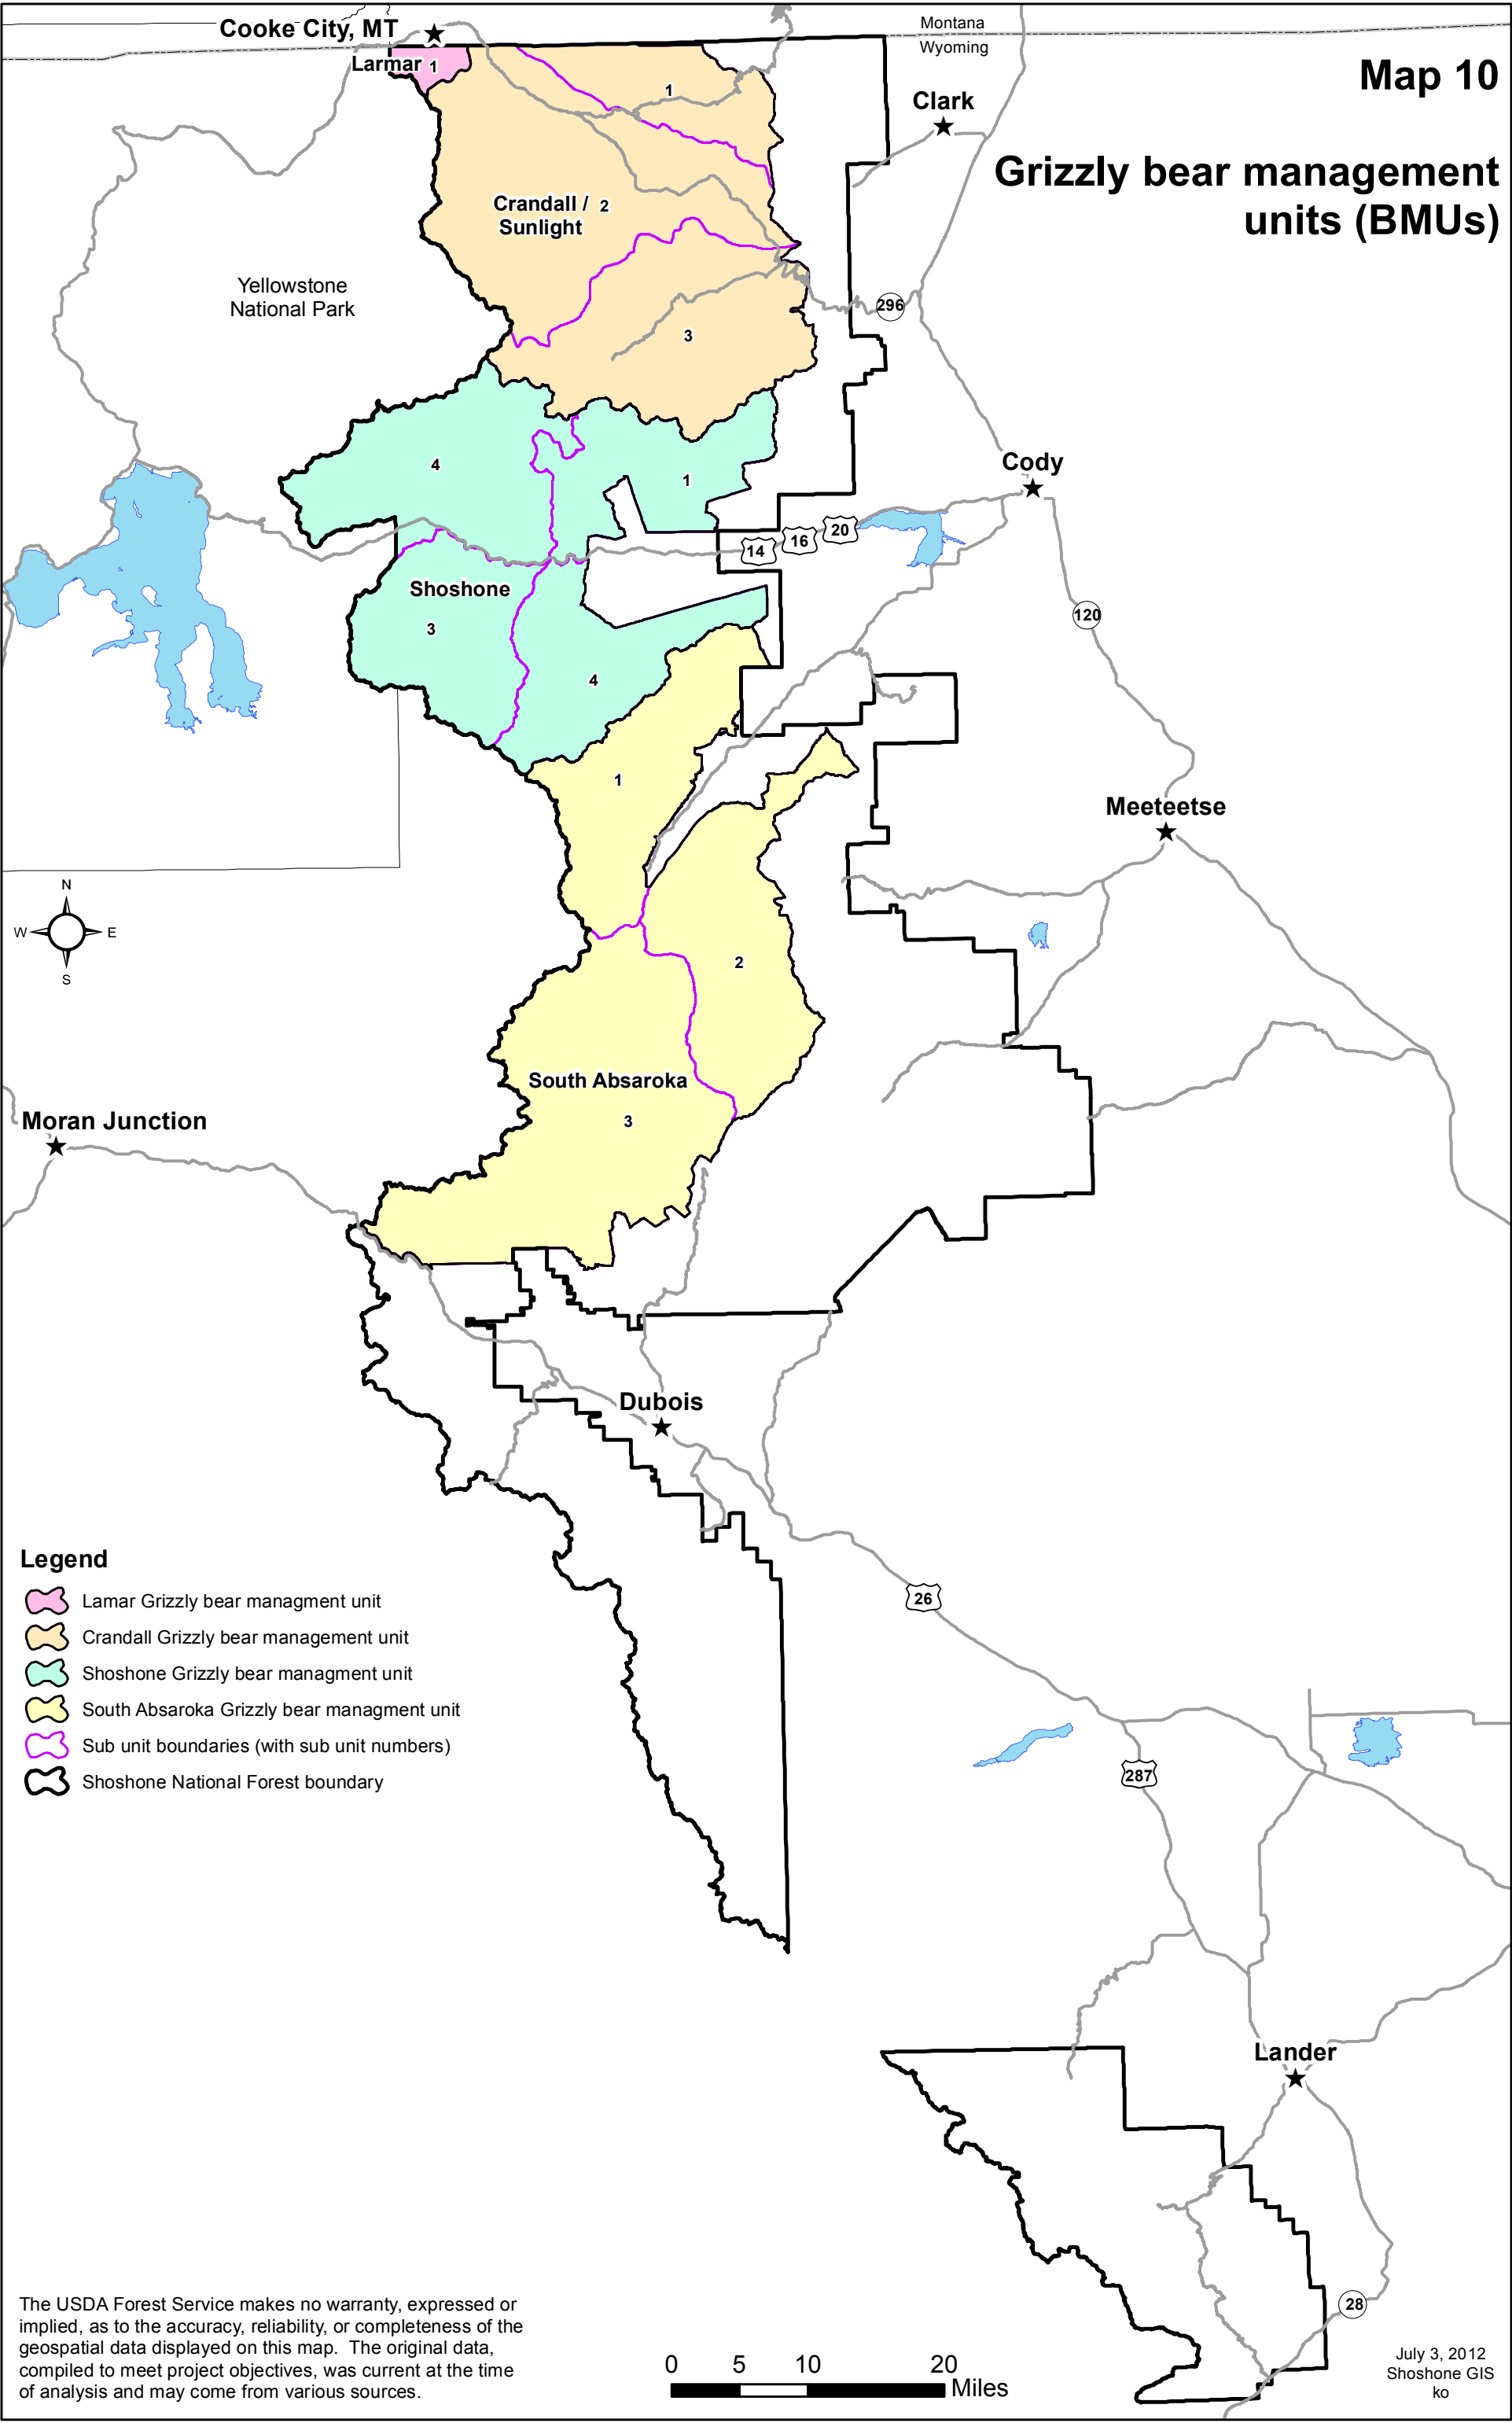 Map 10
Grizzly bear management
units (BMUs)
Cooke City, MT
Montana
Wyoming
Larmar 1
1
Clark
Crandall / 2
Sunlight
Yellowstone
National Park
296
3
4
1
Cody
20
16
14
Shoshone
120
3
4
1
Meeteetse
N
W E
S
2
South Absaroka
3
Moran Junction
Dubois
26
287
Lander
28
Legend
Lamar Grizzly bear managment unit
Crandall Grizzly bear management unit
Shoshone Grizzly bear managment unit
South Absaroka Grizzly bear managment unit
Sub unit boundaries (with sub unit numbers)
Shoshone National Forest boundary
The USDA Forest Service makes no warranty, expressed or
implied, as to the accuracy, reliability, or completeness of the
geospatial data displayed on this map.  The original data,
compiled to meet project objectives, was current at the time
of analysis and may come from various sources.
0 5 10 20
Miles
July 3, 2012
Shoshone GIS
ko